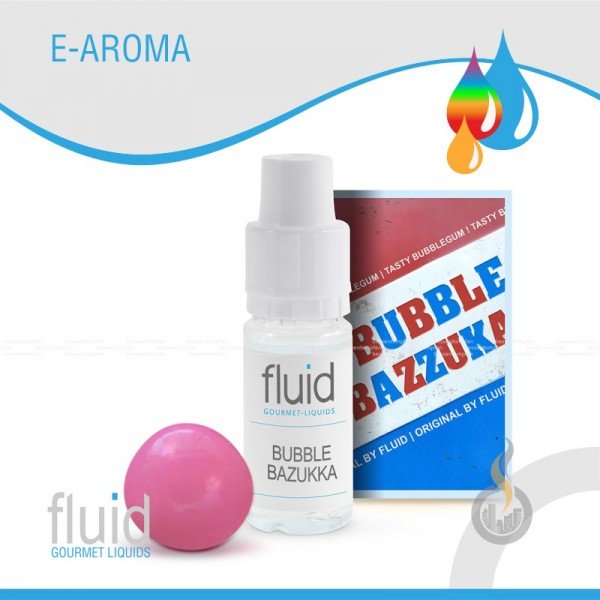 E-AROMA
LEGUM | TASTY BUBBLEGUM | TASTY B
BUBBLE
BAZZUKA
AL BY FLUID | ORIGINAL BY FLUID
fluid
GOURMET-LIQUIDS
BUBBLE
BAZUKKA
fluid
GOURMET LIQUIDS